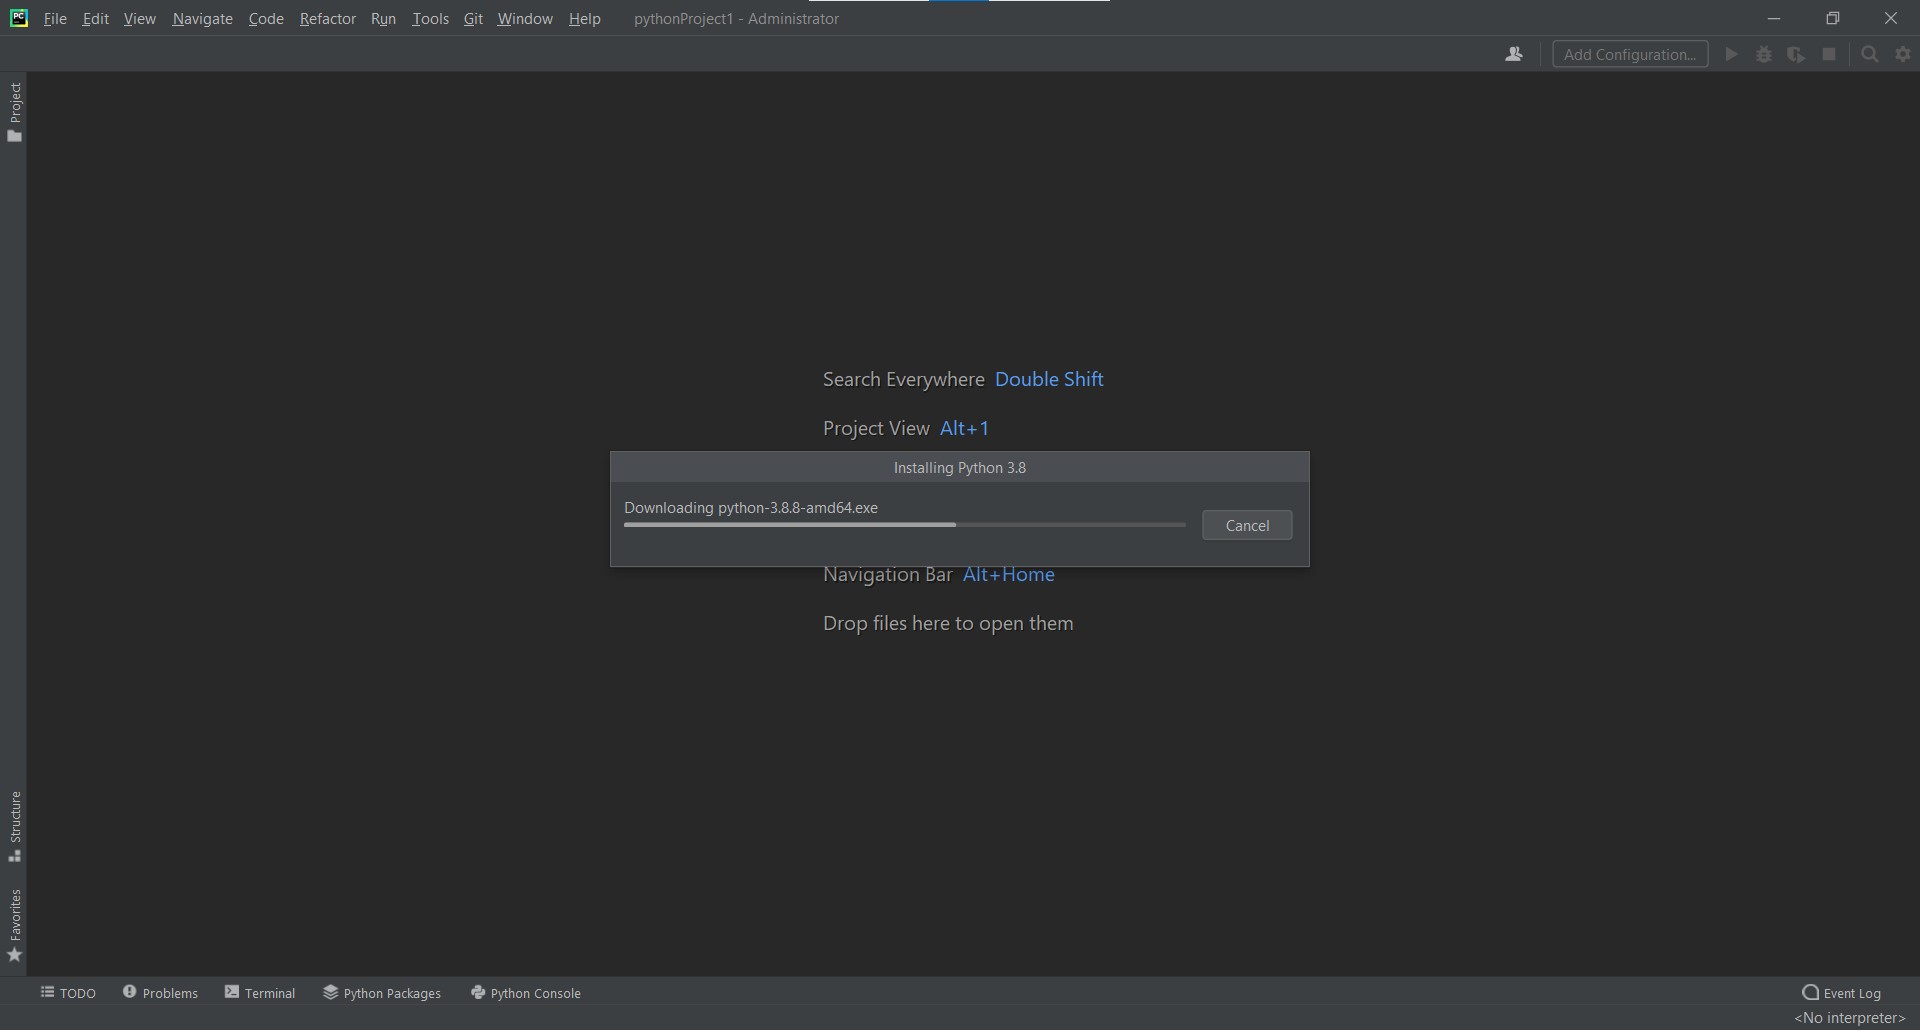 PC File Edit View Navigate Code Refactor Run Tools Git Window Help pythonProject1 - Administrator
Add Configuration...
Project
Search Everywhere Double Shift
Project View Alt+1
Installing Python 3.8
Downloading python-3.8.8-amd64.exe
Cancel
Navigation Bar Alt+Home
Drop files here to open them
Structure
Favorites
TODO Problems Terminal Python Packages Python Console Event Log
<No interpreter>